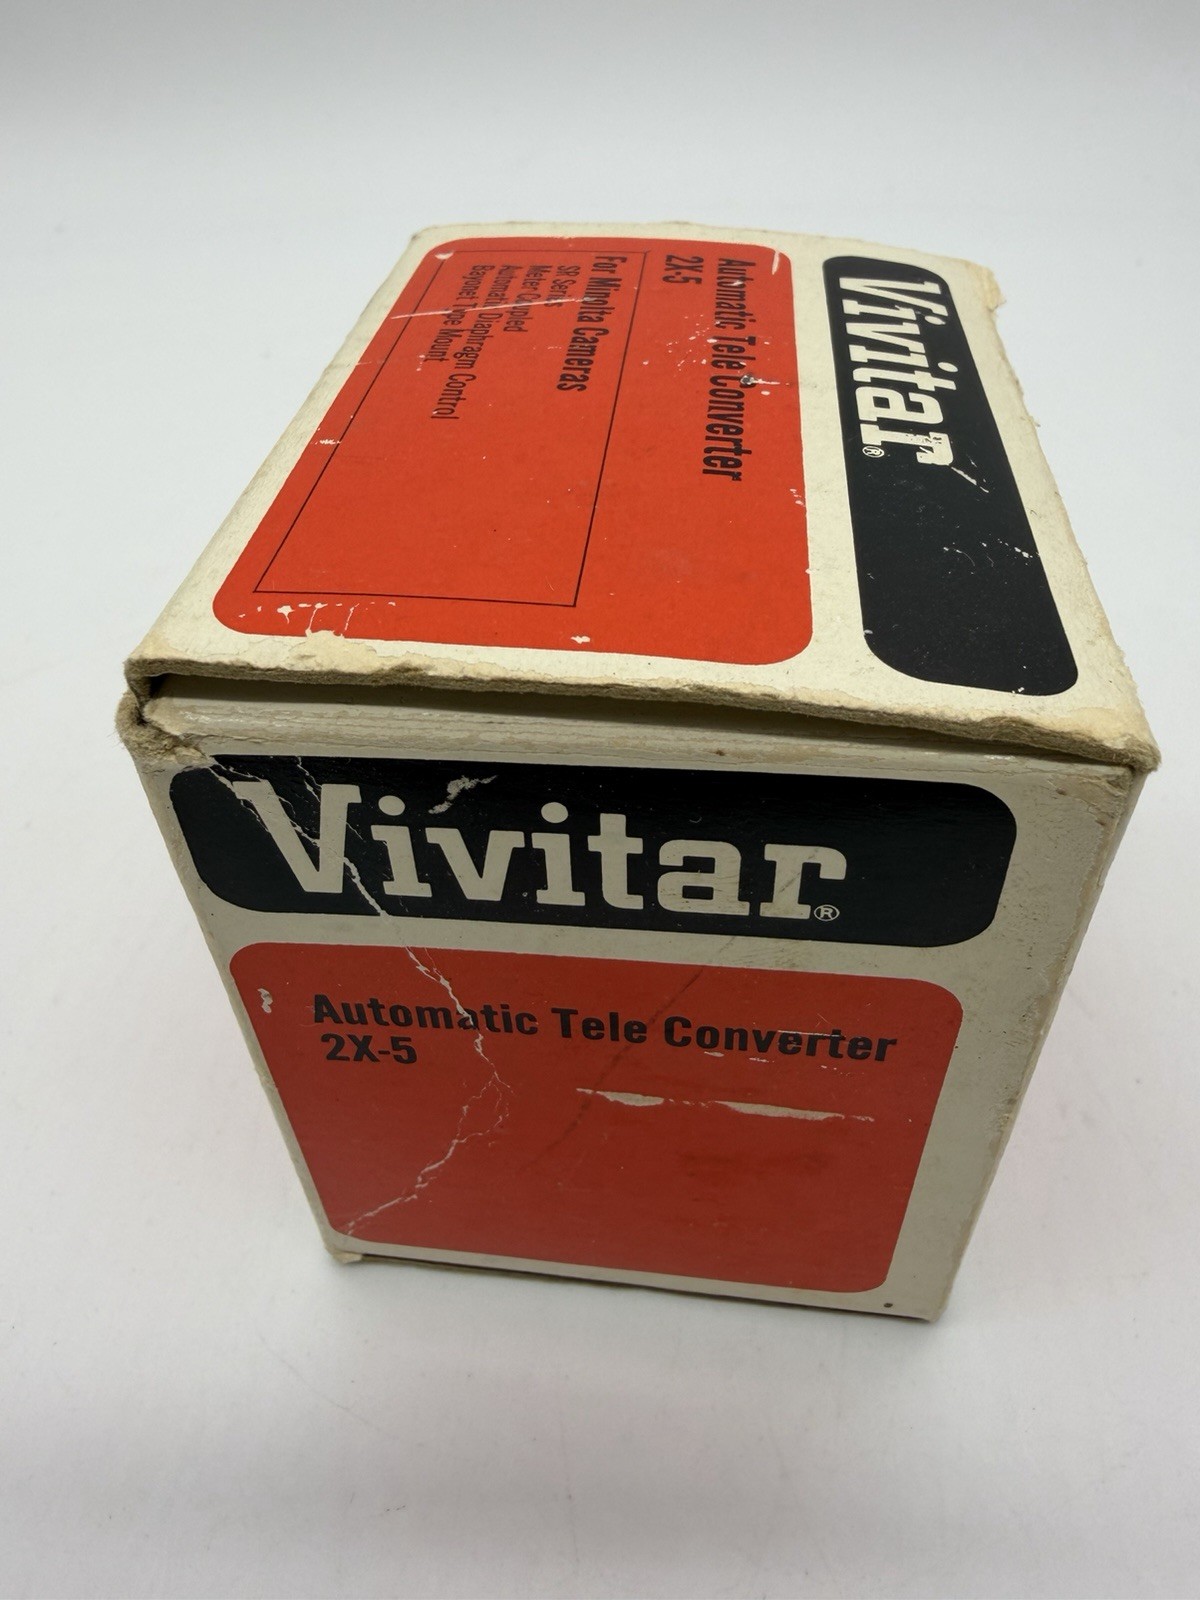 Vivitar®
Automatic Tele Converter
2X-5
For Minolta Cameras
SR Series
Meter Coupled
Automatic Diaphragm Control
Bayonet Type Mount
Vivitar®
Automatic Tele Converter
2X-5